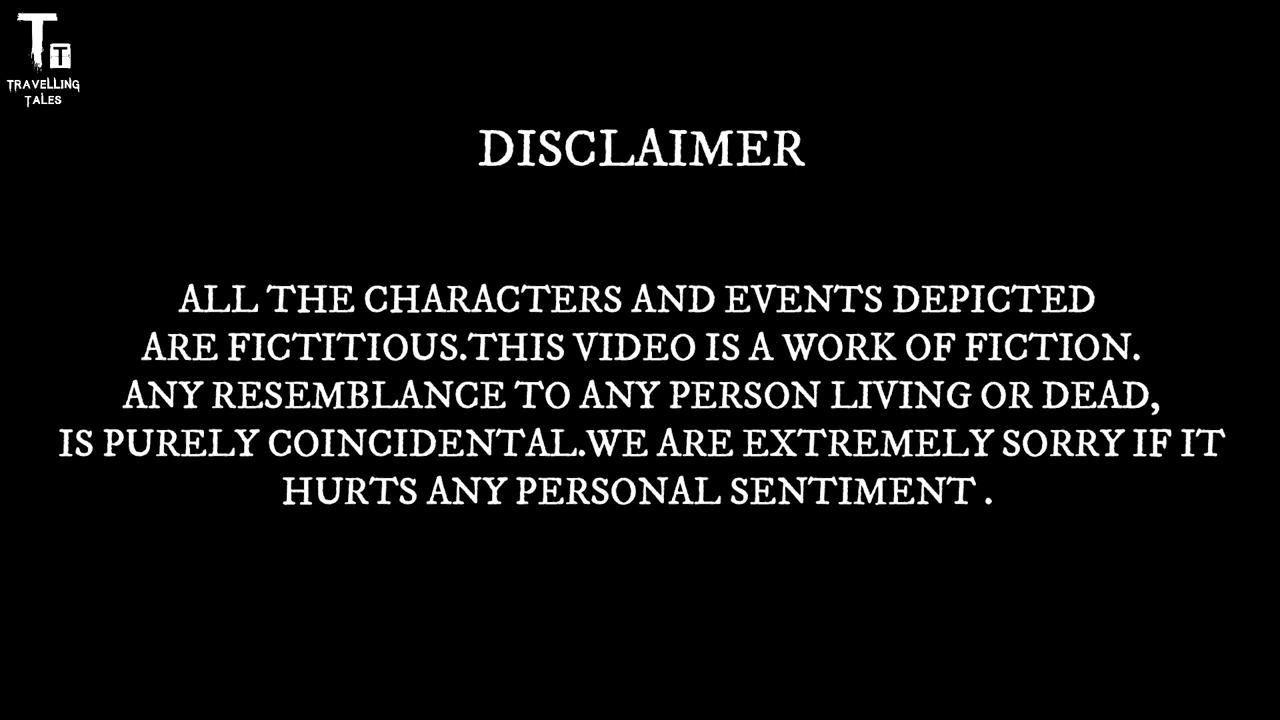 TT
TRAVELLING
TALES
DISCLAIMER
ALL THE CHARACTERS AND EVENTS DEPICTED
ARE FICTITIOUS.THIS VIDEO IS A WORK OF FICTION.
ANY RESEMBLANCE TO ANY PERSON LIVING OR DEAD,
IS PURELY COINCIDENTAL.WE ARE EXTREMELY SORRY IF IT
HURTS ANY PERSONAL SENTIMENT .